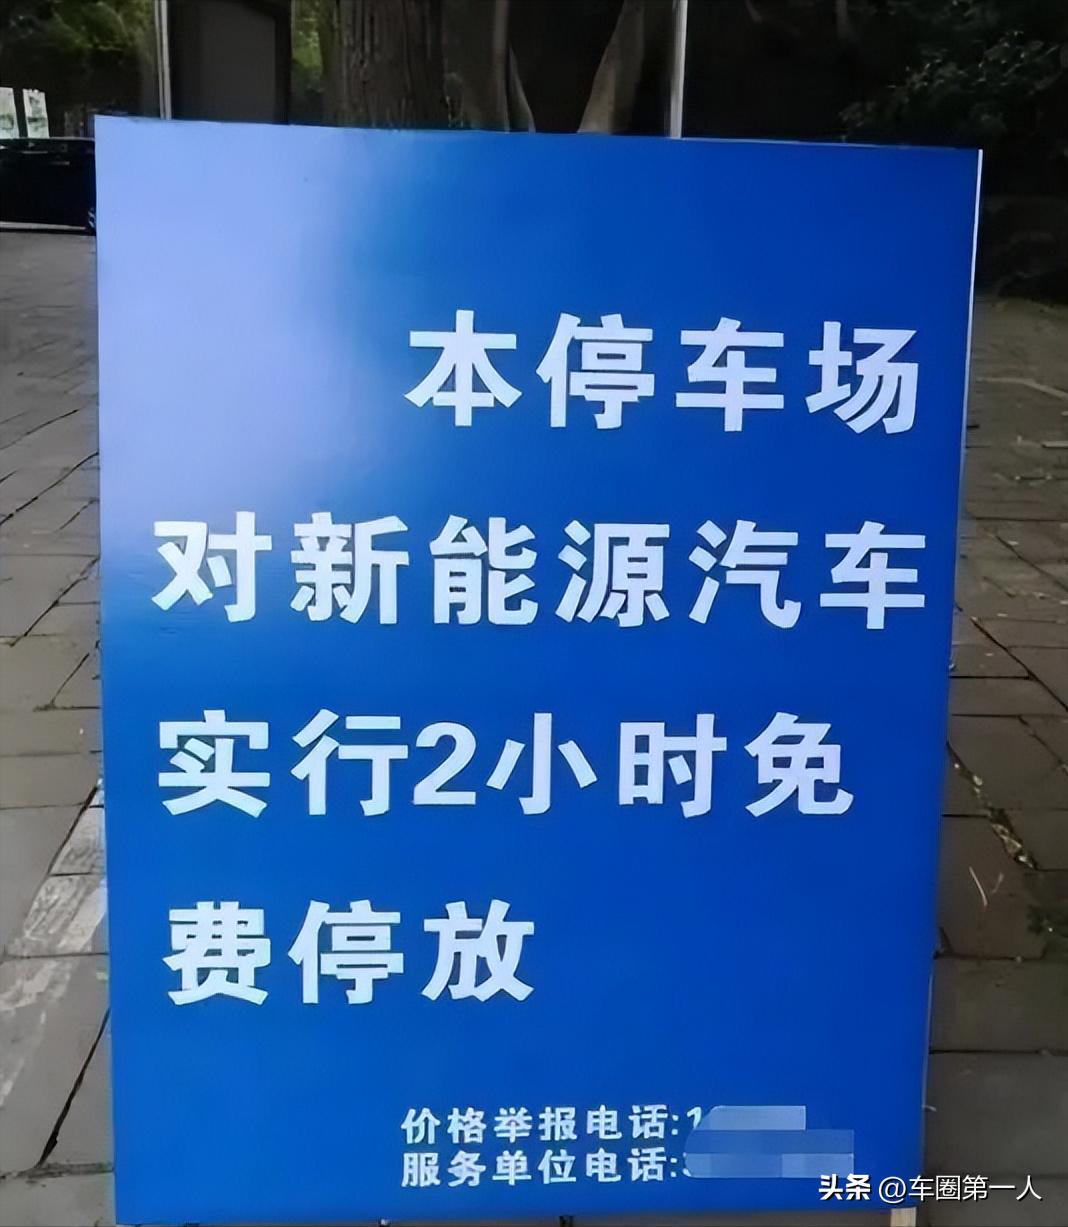 本停车场
对新能源汽车
实行2小时免
费停放
价格举报电话:1
服务单位电话:
头条 @车圈第一人